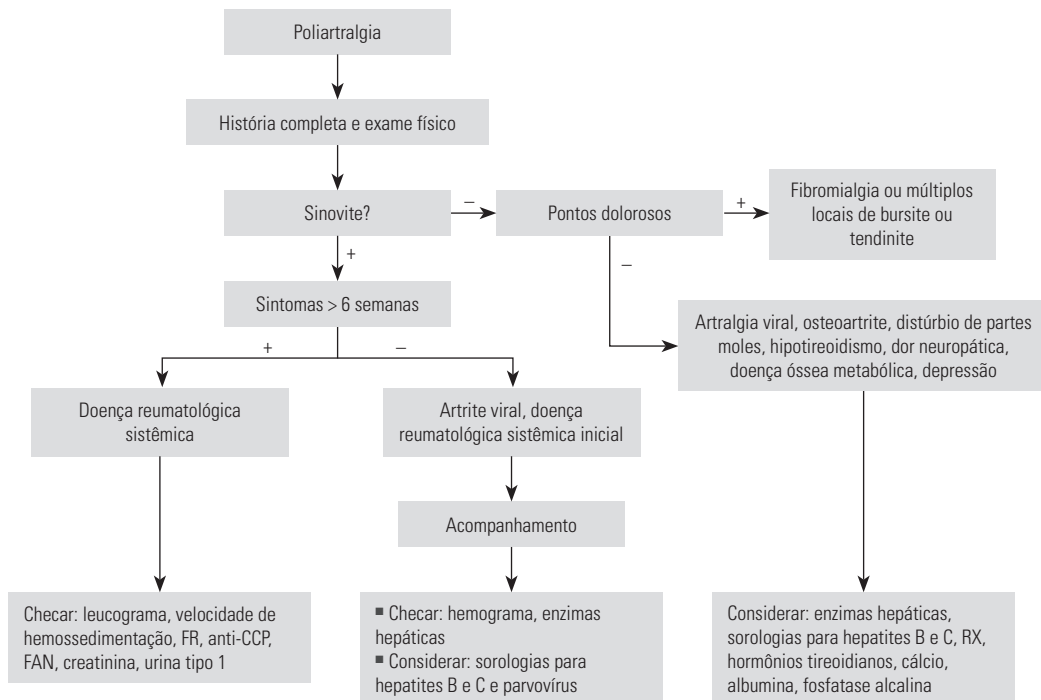 Poliartralgia
História completa e exame físico
Sinovite?
–
Pontos dolorosos
+
Fibromialgia ou múltiplos
locais de bursite ou
tendinite
+
–
Sintomas > 6 semanas
Artralgia viral, osteoartrite, distúrbio de partes
moles, hipotireoidismo, dor neuropática,
doença óssea metabólica, depressão
+
–
Doença reumatológica
sistêmica
Artrite viral, doença
reumatológica sistêmica inicial
Acompanhamento
Checar: leucograma, velocidade de
hemossedimentação, FR, anti-CCP,
FAN, creatinina, urina tipo 1
■ Checar: hemograma, enzimas
hepáticas
■ Considerar: sorologias para
hepatites B e C e parvovírus
Considerar: enzimas hepáticas,
sorologias para hepatites B e C, RX,
hormônios tireoidianos, cálcio,
albumina, fosfatase alcalina